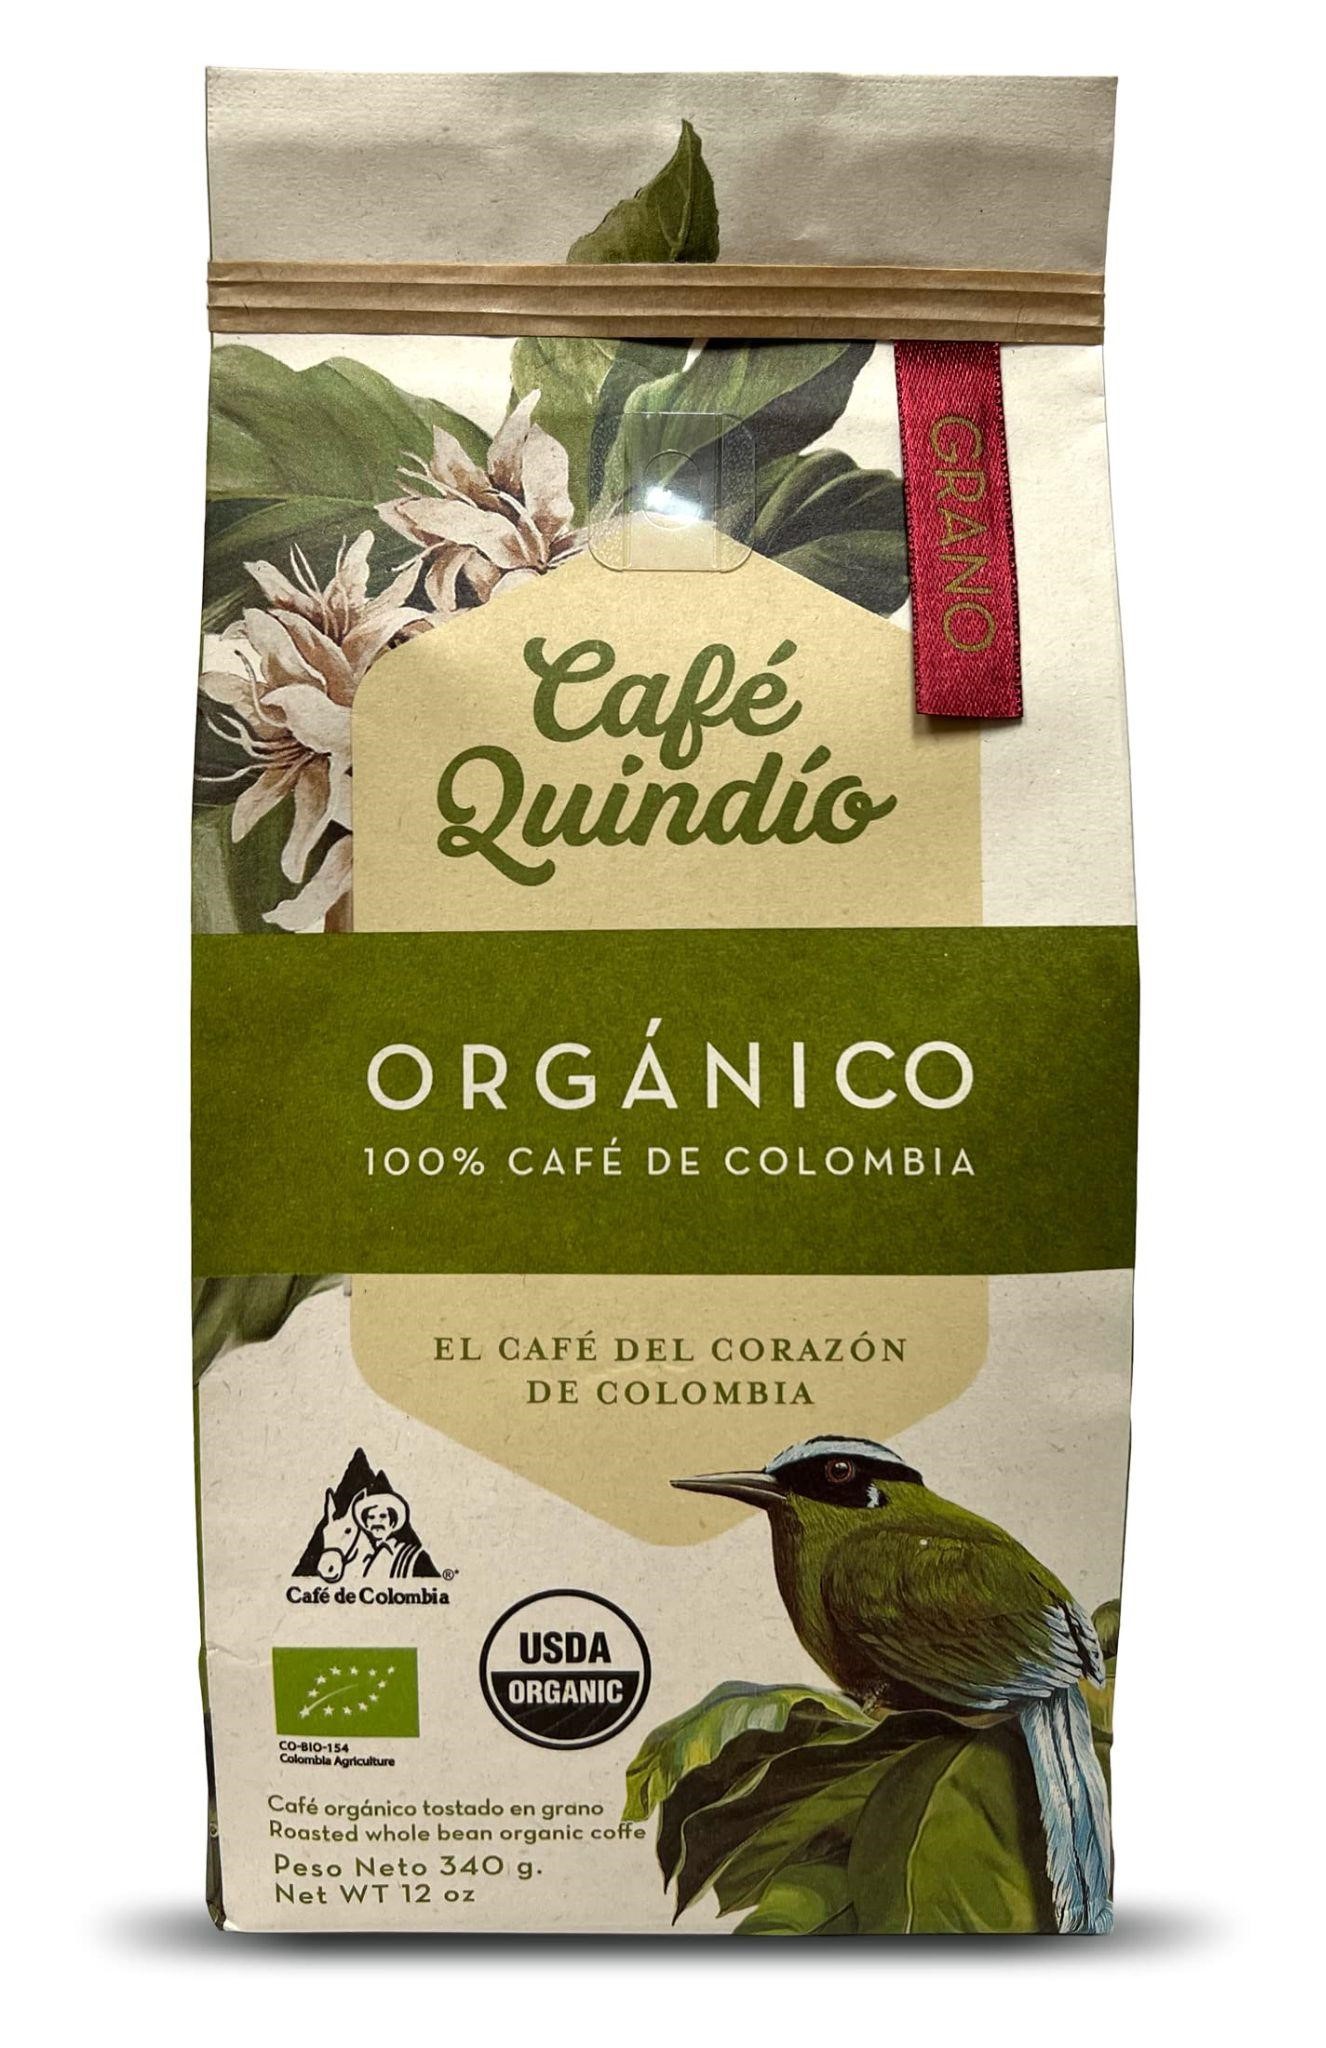 GRANO
Café
Quindío
ORGÁNICO
100% CAFÉ DE COLOMBIA
EL CAFÉ DEL CORAZÓN
DE COLOMBIA
®*
Café de Colombia
USDA
ORGANIC
CO-BIO-154
Colombia Agriculture
Café orgánico tostado en grano
Roasted whole bean organic coffe
Peso Neto 340 g.
Net WT 12 oz